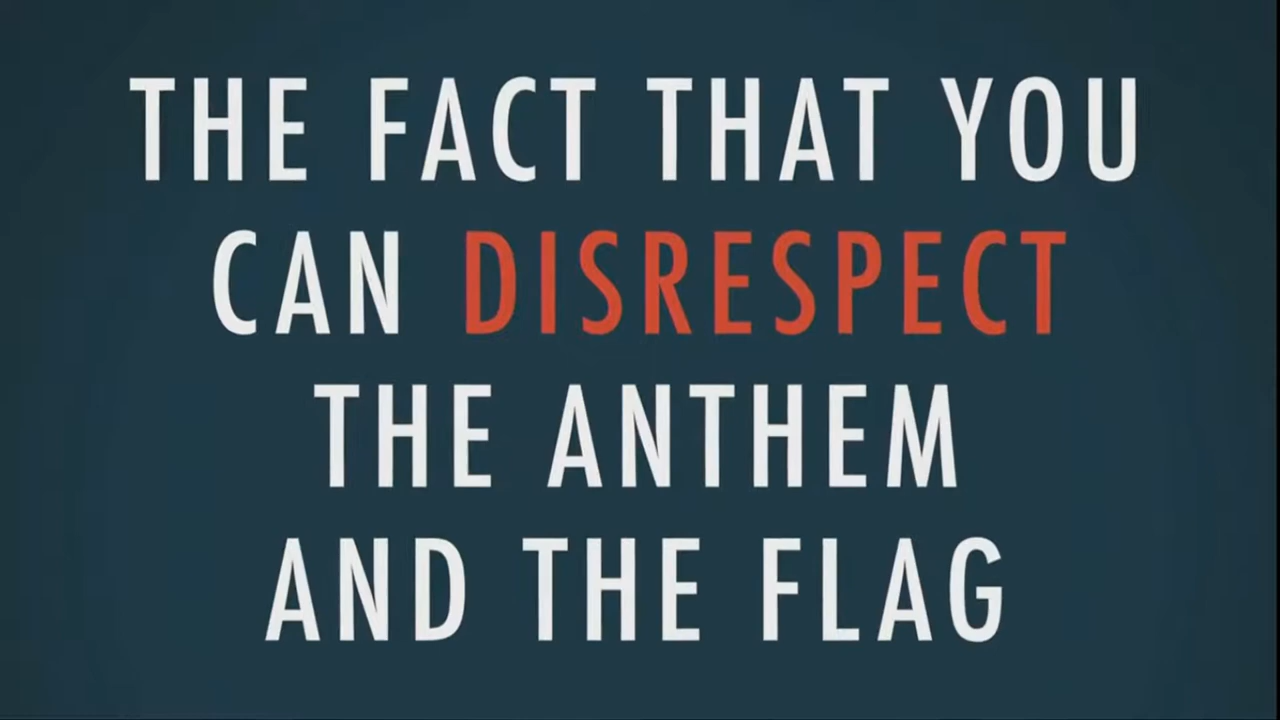 THE FACT THAT YOU
CAN DISRESPECT
THE ANTHEM
AND THE FLAG